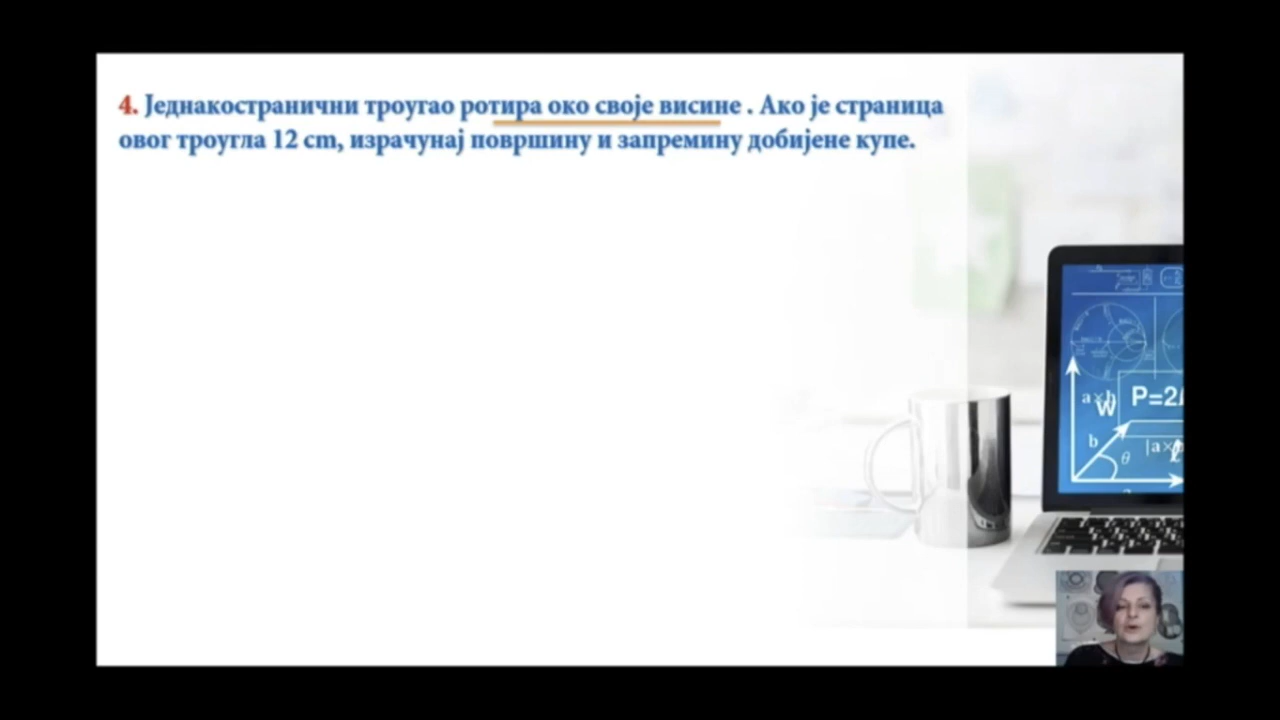 4. Једнакостранични троугао ротира око своје висине . Ако је страница
овог троугла 12 cm, израчунај површину и запремину добијене купе.
a×b
w
P=2
b
θ
|a×
ℓ